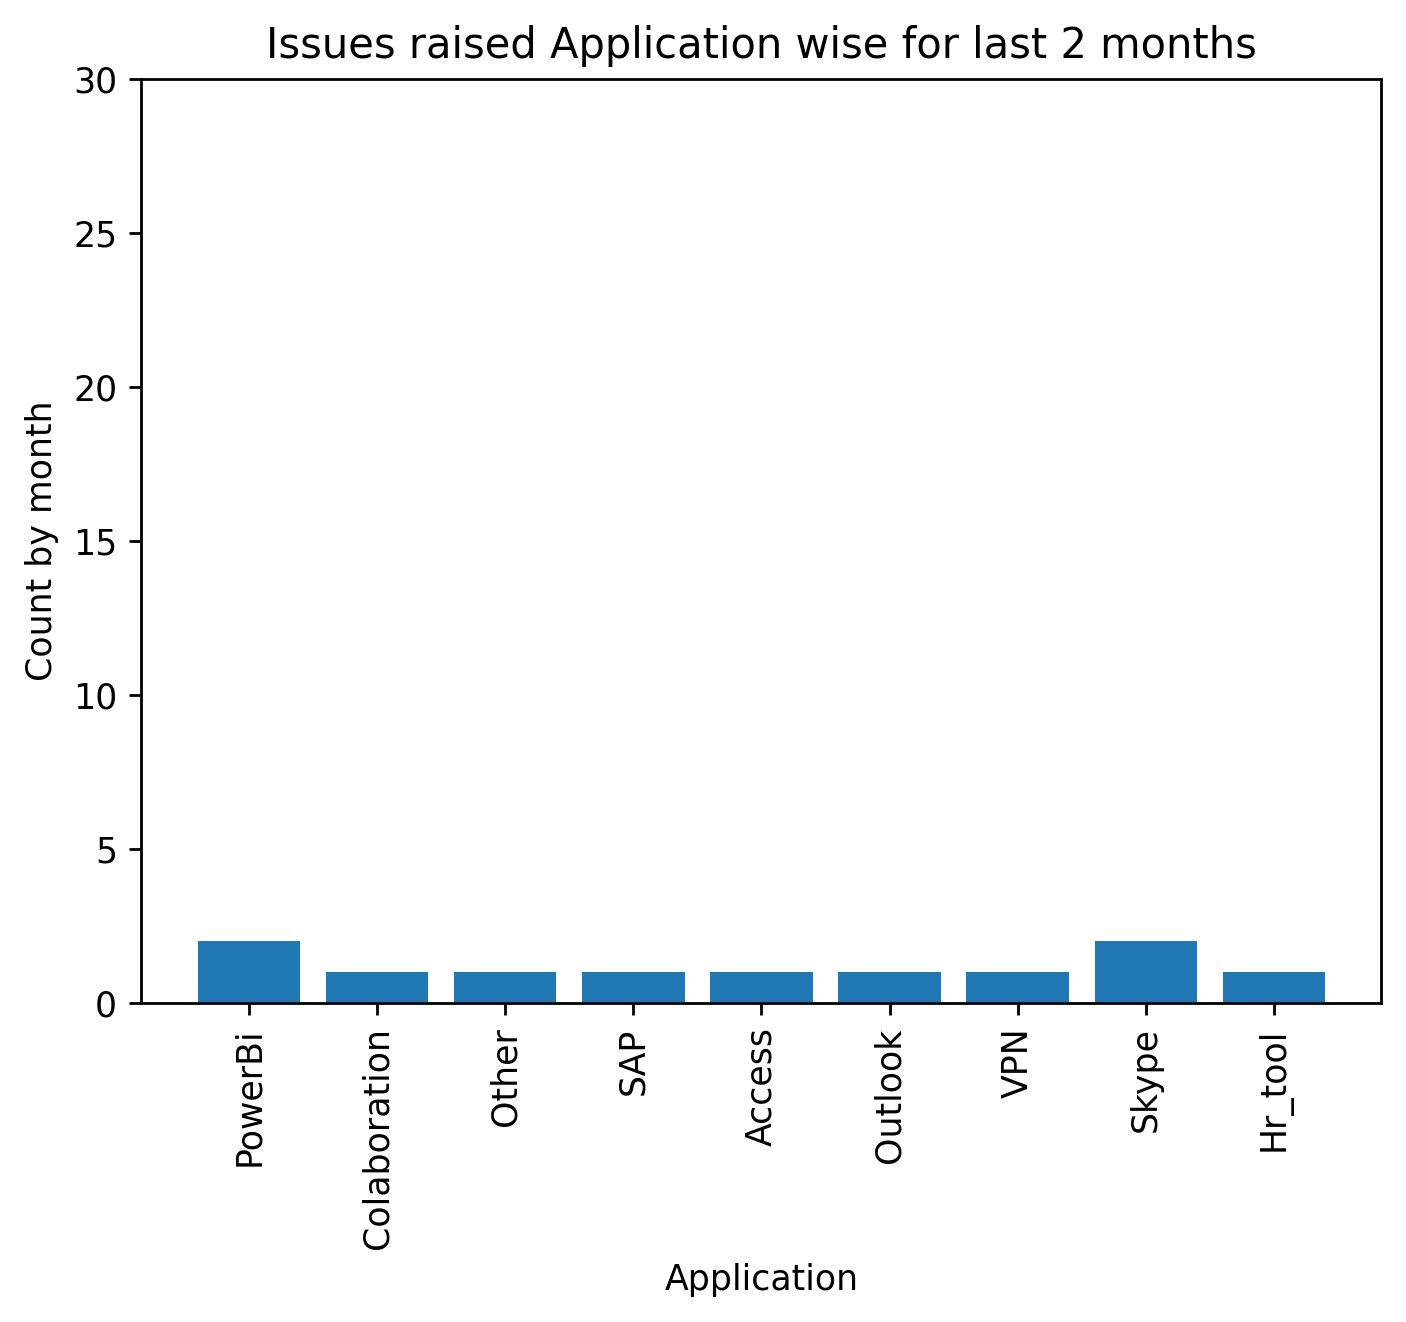 Issues raised Application wise for last 2 months
30
25
20
15
10
5
0
Count by month
PowerBi
Colaboration
Other
SAP
Access
Outlook
VPN
Skype
Hr_tool
Application